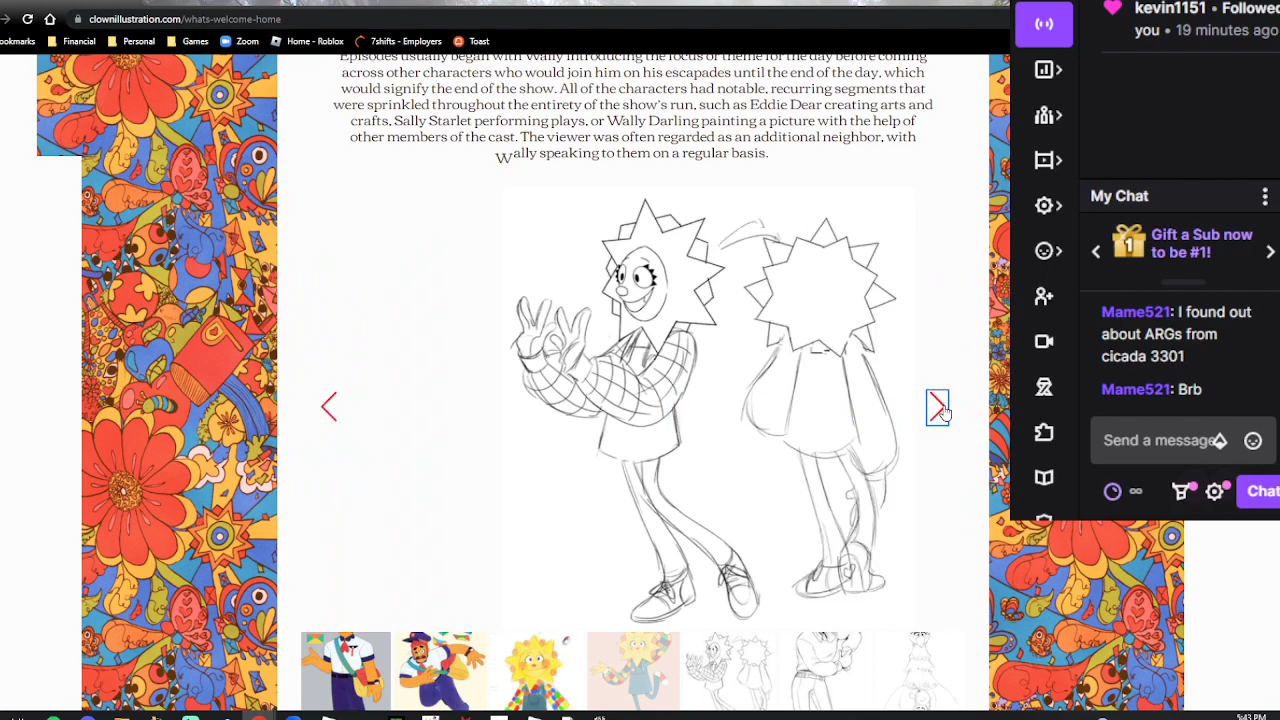 clownillustration.com/whats-welcome-home
ookmarks Financial Personal Games Zoom Home - Roblox 7shifts - Employers Toast
kevin1151 • Followed
you • 19 minutes ago
Episodes usually began with Wally introducing the focus or theme for the day before coming
across other characters who would join him on his escapades until the end of the day, which
would signify the end of the show. All of the characters had notable, recurring segments that
were sprinkled throughout the entirety of the show's run, such as Eddie Dear creating arts and
crafts, Sally Starlet performing plays, or Wally Darling painting a picture with the help of
other members of the cast. The viewer was often regarded as an additional neighbor, with
Wally speaking to them on a regular basis.
My Chat
1
Gift a Sub now
to be #1!
Mame521: I found out
about ARGs from
cicada 3301
Mame521: Brb
Send a message
Chat
5:43 PM